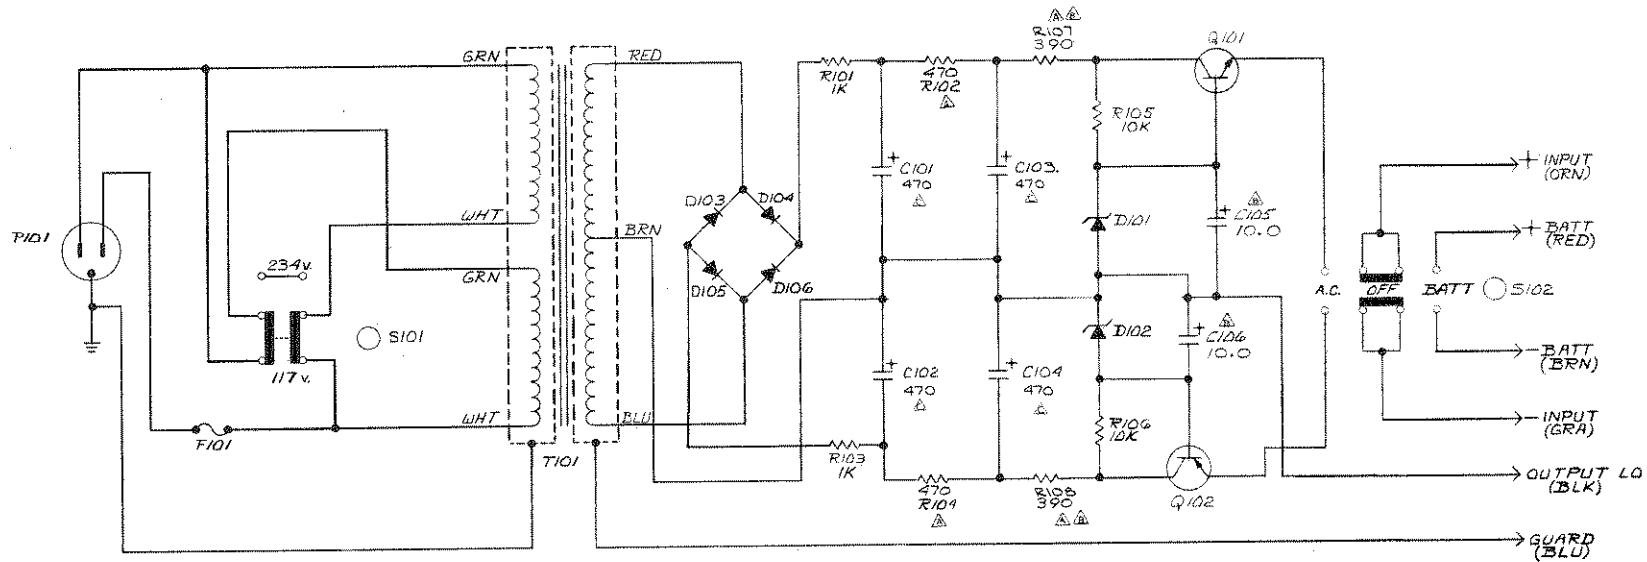 P101
GRN
WHT
GRN
WHT
234v.
117v.
S101
F101
T101
RED
BRN
BLU
D103
D104
D105
D106
R101
1K
470
R102
A
A B
R107
390
Q101
R105
10K
+
C101
470
C
+
C103
470
C
D101
B
+
C105
10.0
+
C102
470
C
+
C104
470
C
D102
B
+
C106
10.0
R106
10K
R103
1K
470
R104
A
R108
390
A B
Q102
A.C.
OFF
BATT
S102
+ INPUT
(ORN)
+ BATT
(RED)
- BATT
(BRN)
- INPUT
(GRA)
OUTPUT LO
(BLK)
GUARD
(BLU)